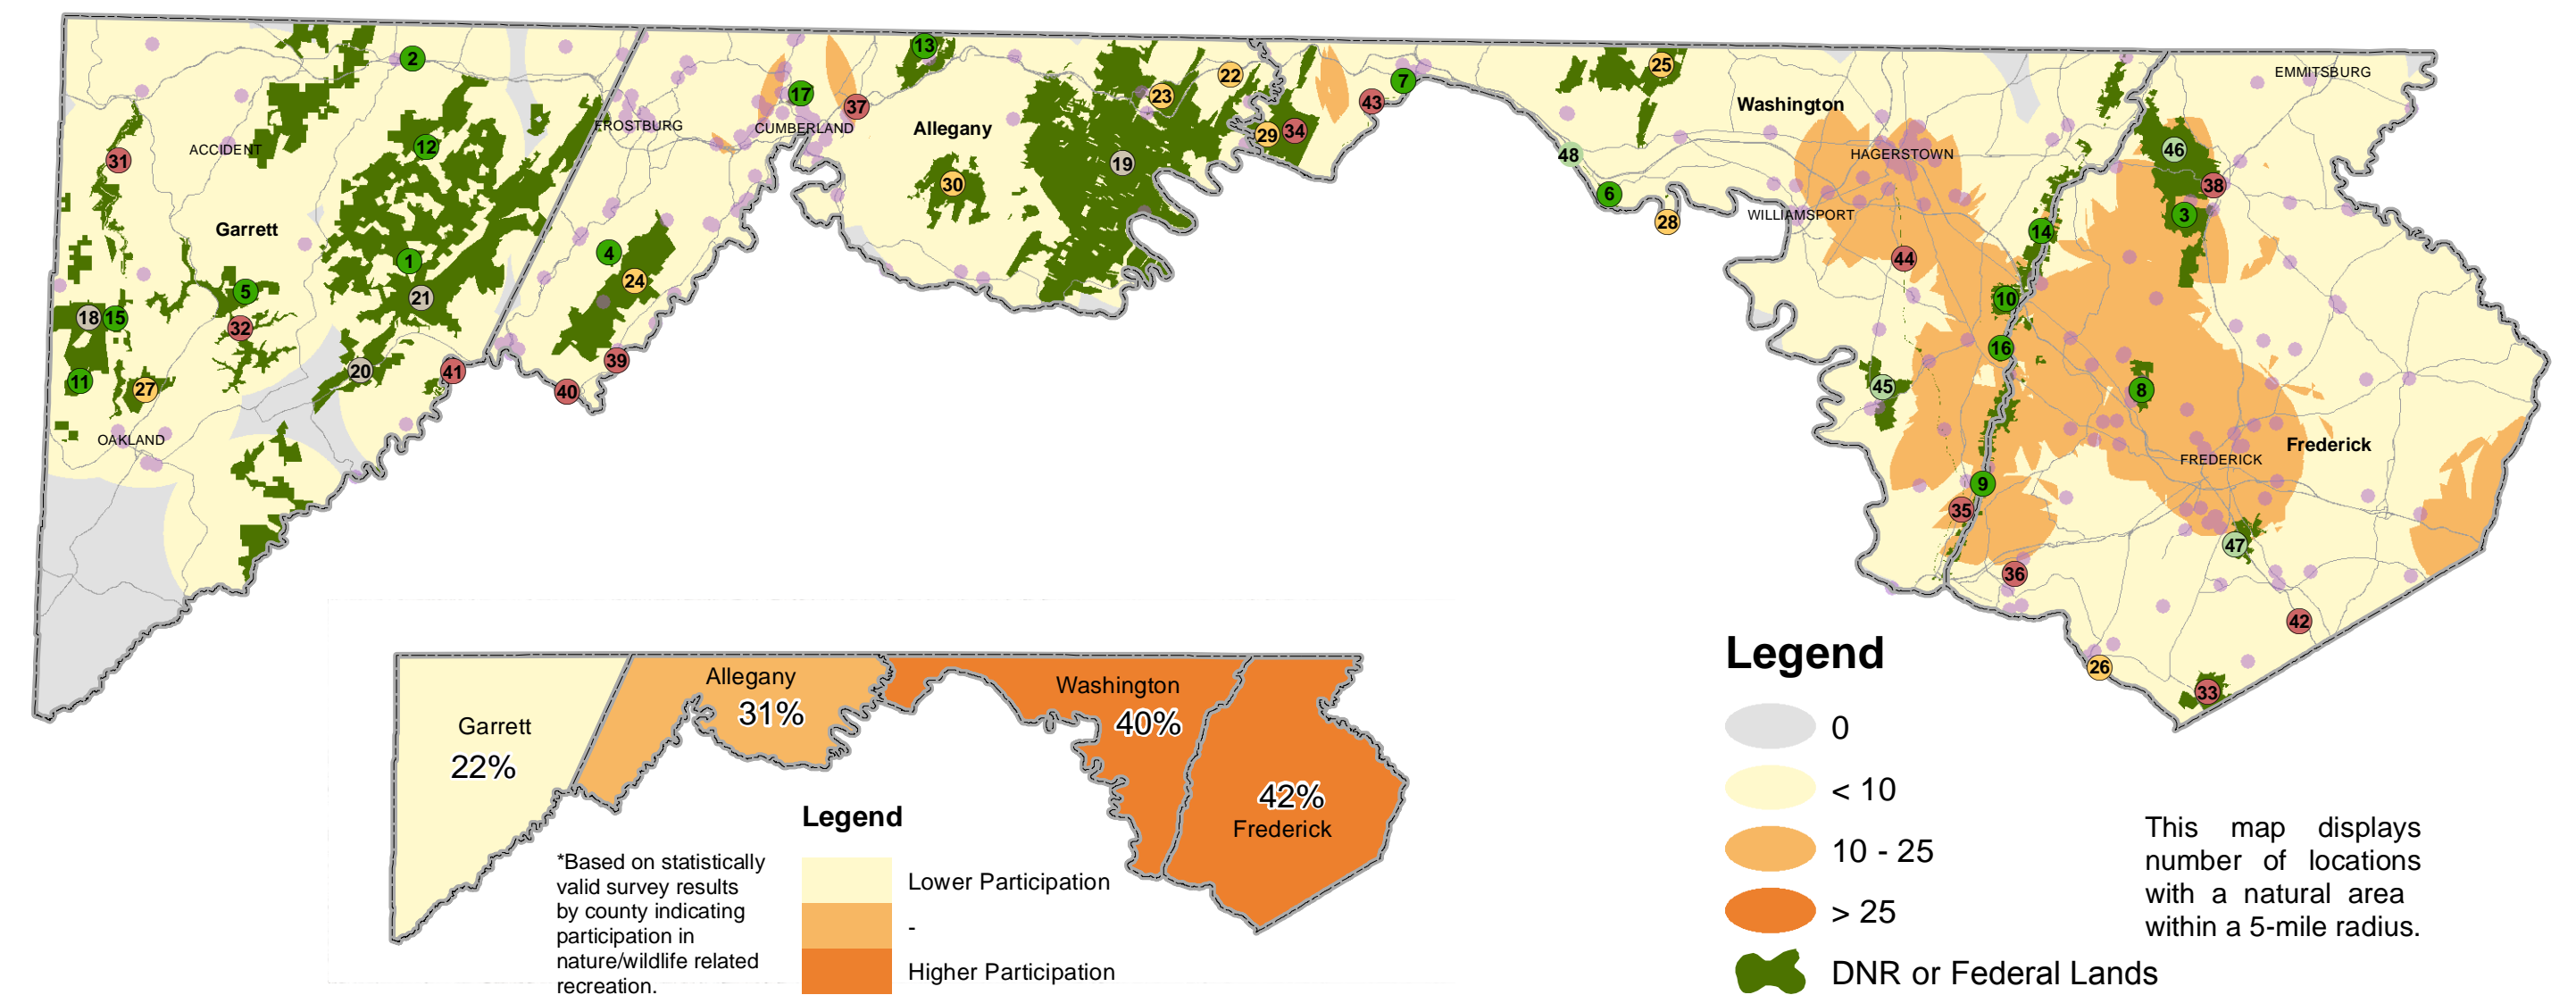 2
13
17
37
22
23
29
34
43
7
25
Washington
EMMITSBURG
31
ACCIDENT
12
FROSTBURG
CUMBERLAND
Allegany
19
30
48
6
28
HAGERSTOWN
WILLIAMSPORT
46
38
3
14
44
Garrett
1
21
5
32
18
15
11
27
20
41
OAKLAND
4
24
39
40
10
16
45
8
Frederick
FREDERICK
9
35
36
47
42
26
33
Garrett
22%
Allegany
31%
Washington
40%
42%
Frederick
*Based on statistically
valid survey results
by county indicating
participation in
nature/wildlife related
recreation.
Legend
Lower Participation
-
Higher Participation
Legend
0
< 10
10 - 25
> 25
DNR or Federal Lands
This map displays
number of locations
with a natural area
within a 5-mile radius.